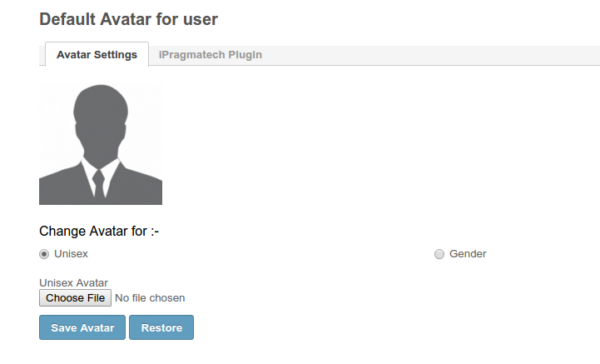 Default Avatar for user
Avatar Settings iPragmatech Plugin
Change Avatar for :-
Unisex Gender
Unisex Avatar
Choose File No file chosen
Save Avatar Restore